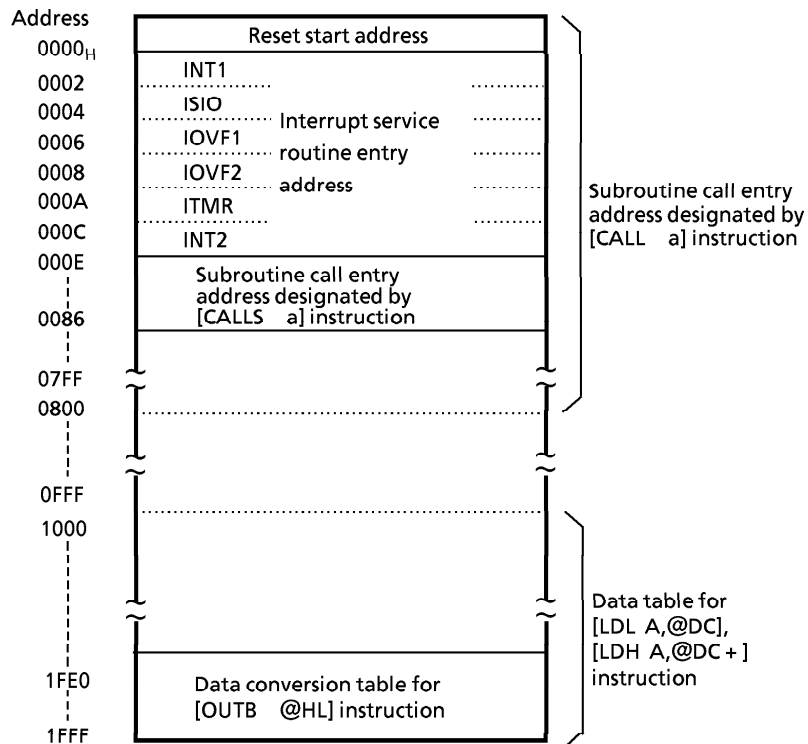 Address
0000H
0002
0004
0006
0008
000A
000C
000E
0086
07FF
0800
0FFF
1000
1FE0
1FFF
Reset start address
INT1
ISIO
IOVF1
IOVF2
ITMR
INT2
Interrupt service
routine entry
address
Subroutine call entry
address designated by
[CALLS a] instruction
Data conversion table for
[OUTB @HL] instruction
Subroutine call entry
address designated by
[CALL a] instruction
Data table for
[LDL A,@DC],
[LDH A,@DC+]
instruction